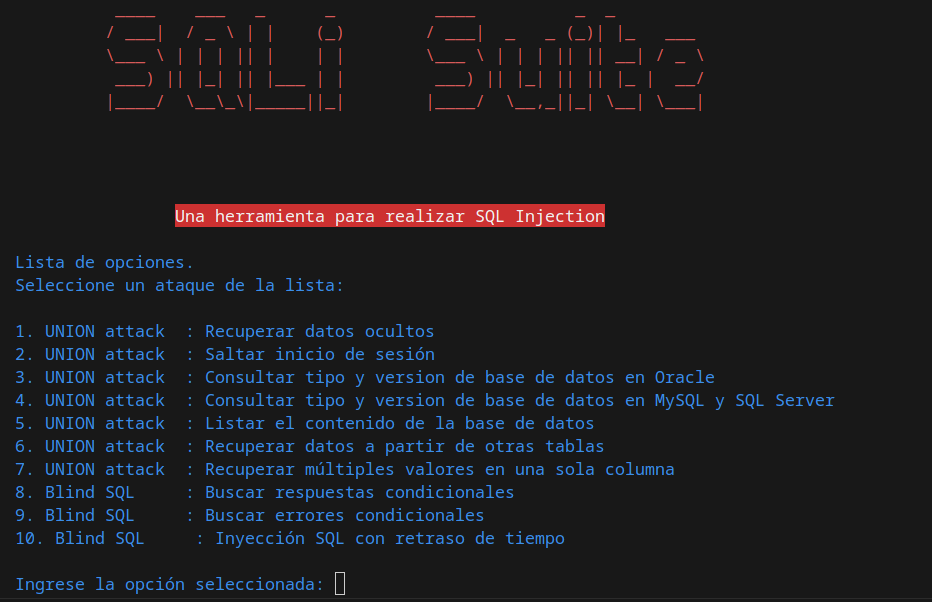 SQLi Suite
Una herramienta para realizar SQL Injection
Lista de opciones.
Seleccione un ataque de la lista:
1. UNION attack  : Recuperar datos ocultos
2. UNION attack  : Saltar inicio de sesión
3. UNION attack  : Consultar tipo y version de base de datos en Oracle
4. UNION attack  : Consultar tipo y version de base de datos en MySQL y SQL Server
5. UNION attack  : Listar el contenido de la base de datos
6. UNION attack  : Recuperar datos a partir de otras tablas
7. UNION attack  : Recuperar múltiples valores en una sola columna
8. Blind SQL     : Buscar respuestas condicionales
9. Blind SQL     : Buscar errores condicionales
10. Blind SQL     : Inyección SQL con retraso de tiempo
Ingrese la opción seleccionada: